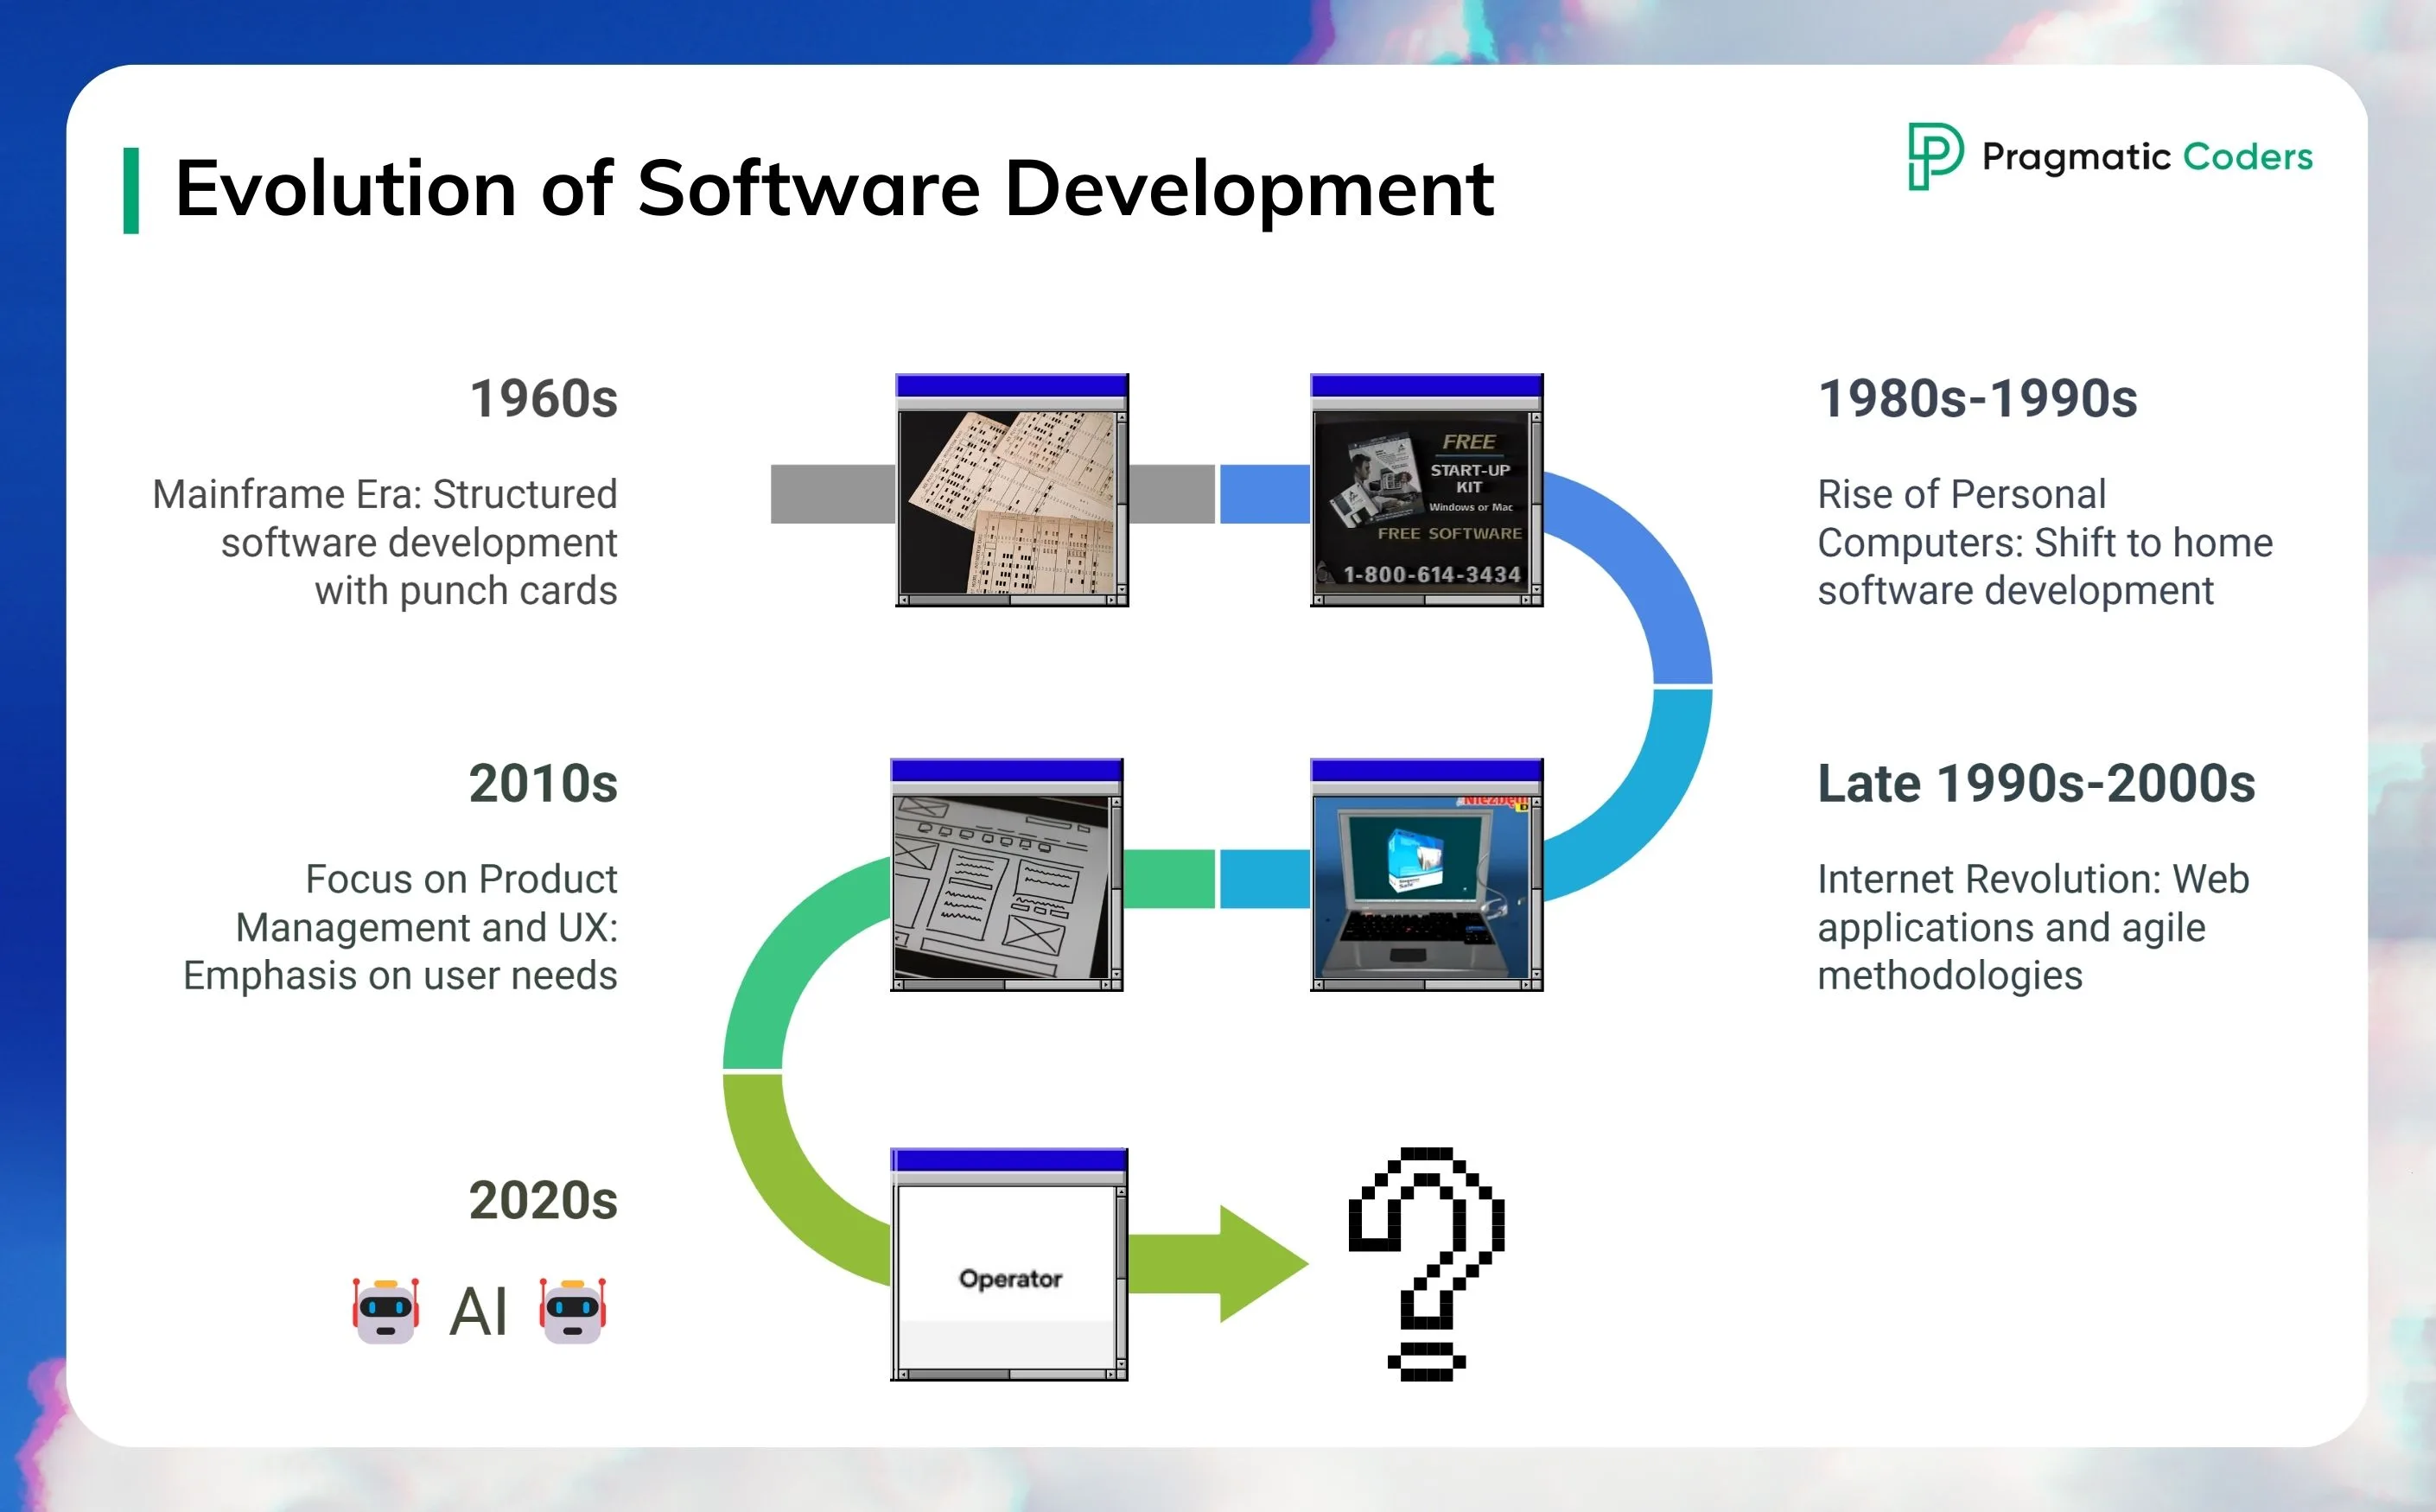 Evolution of Software Development
Pragmatic Coders
1960s
Mainframe Era: Structured
software development
with punch cards
FREE
START-UP
KIT
Windows or Mac
FREE SOFTWARE
1-800-614-3434
1980s-1990s
Rise of Personal
Computers: Shift to home
software development
2010s
Focus on Product
Management and UX:
Emphasis on user needs
Late 1990s-2000s
Internet Revolution: Web
applications and agile
methodologies
2020s
AI
Operator
?